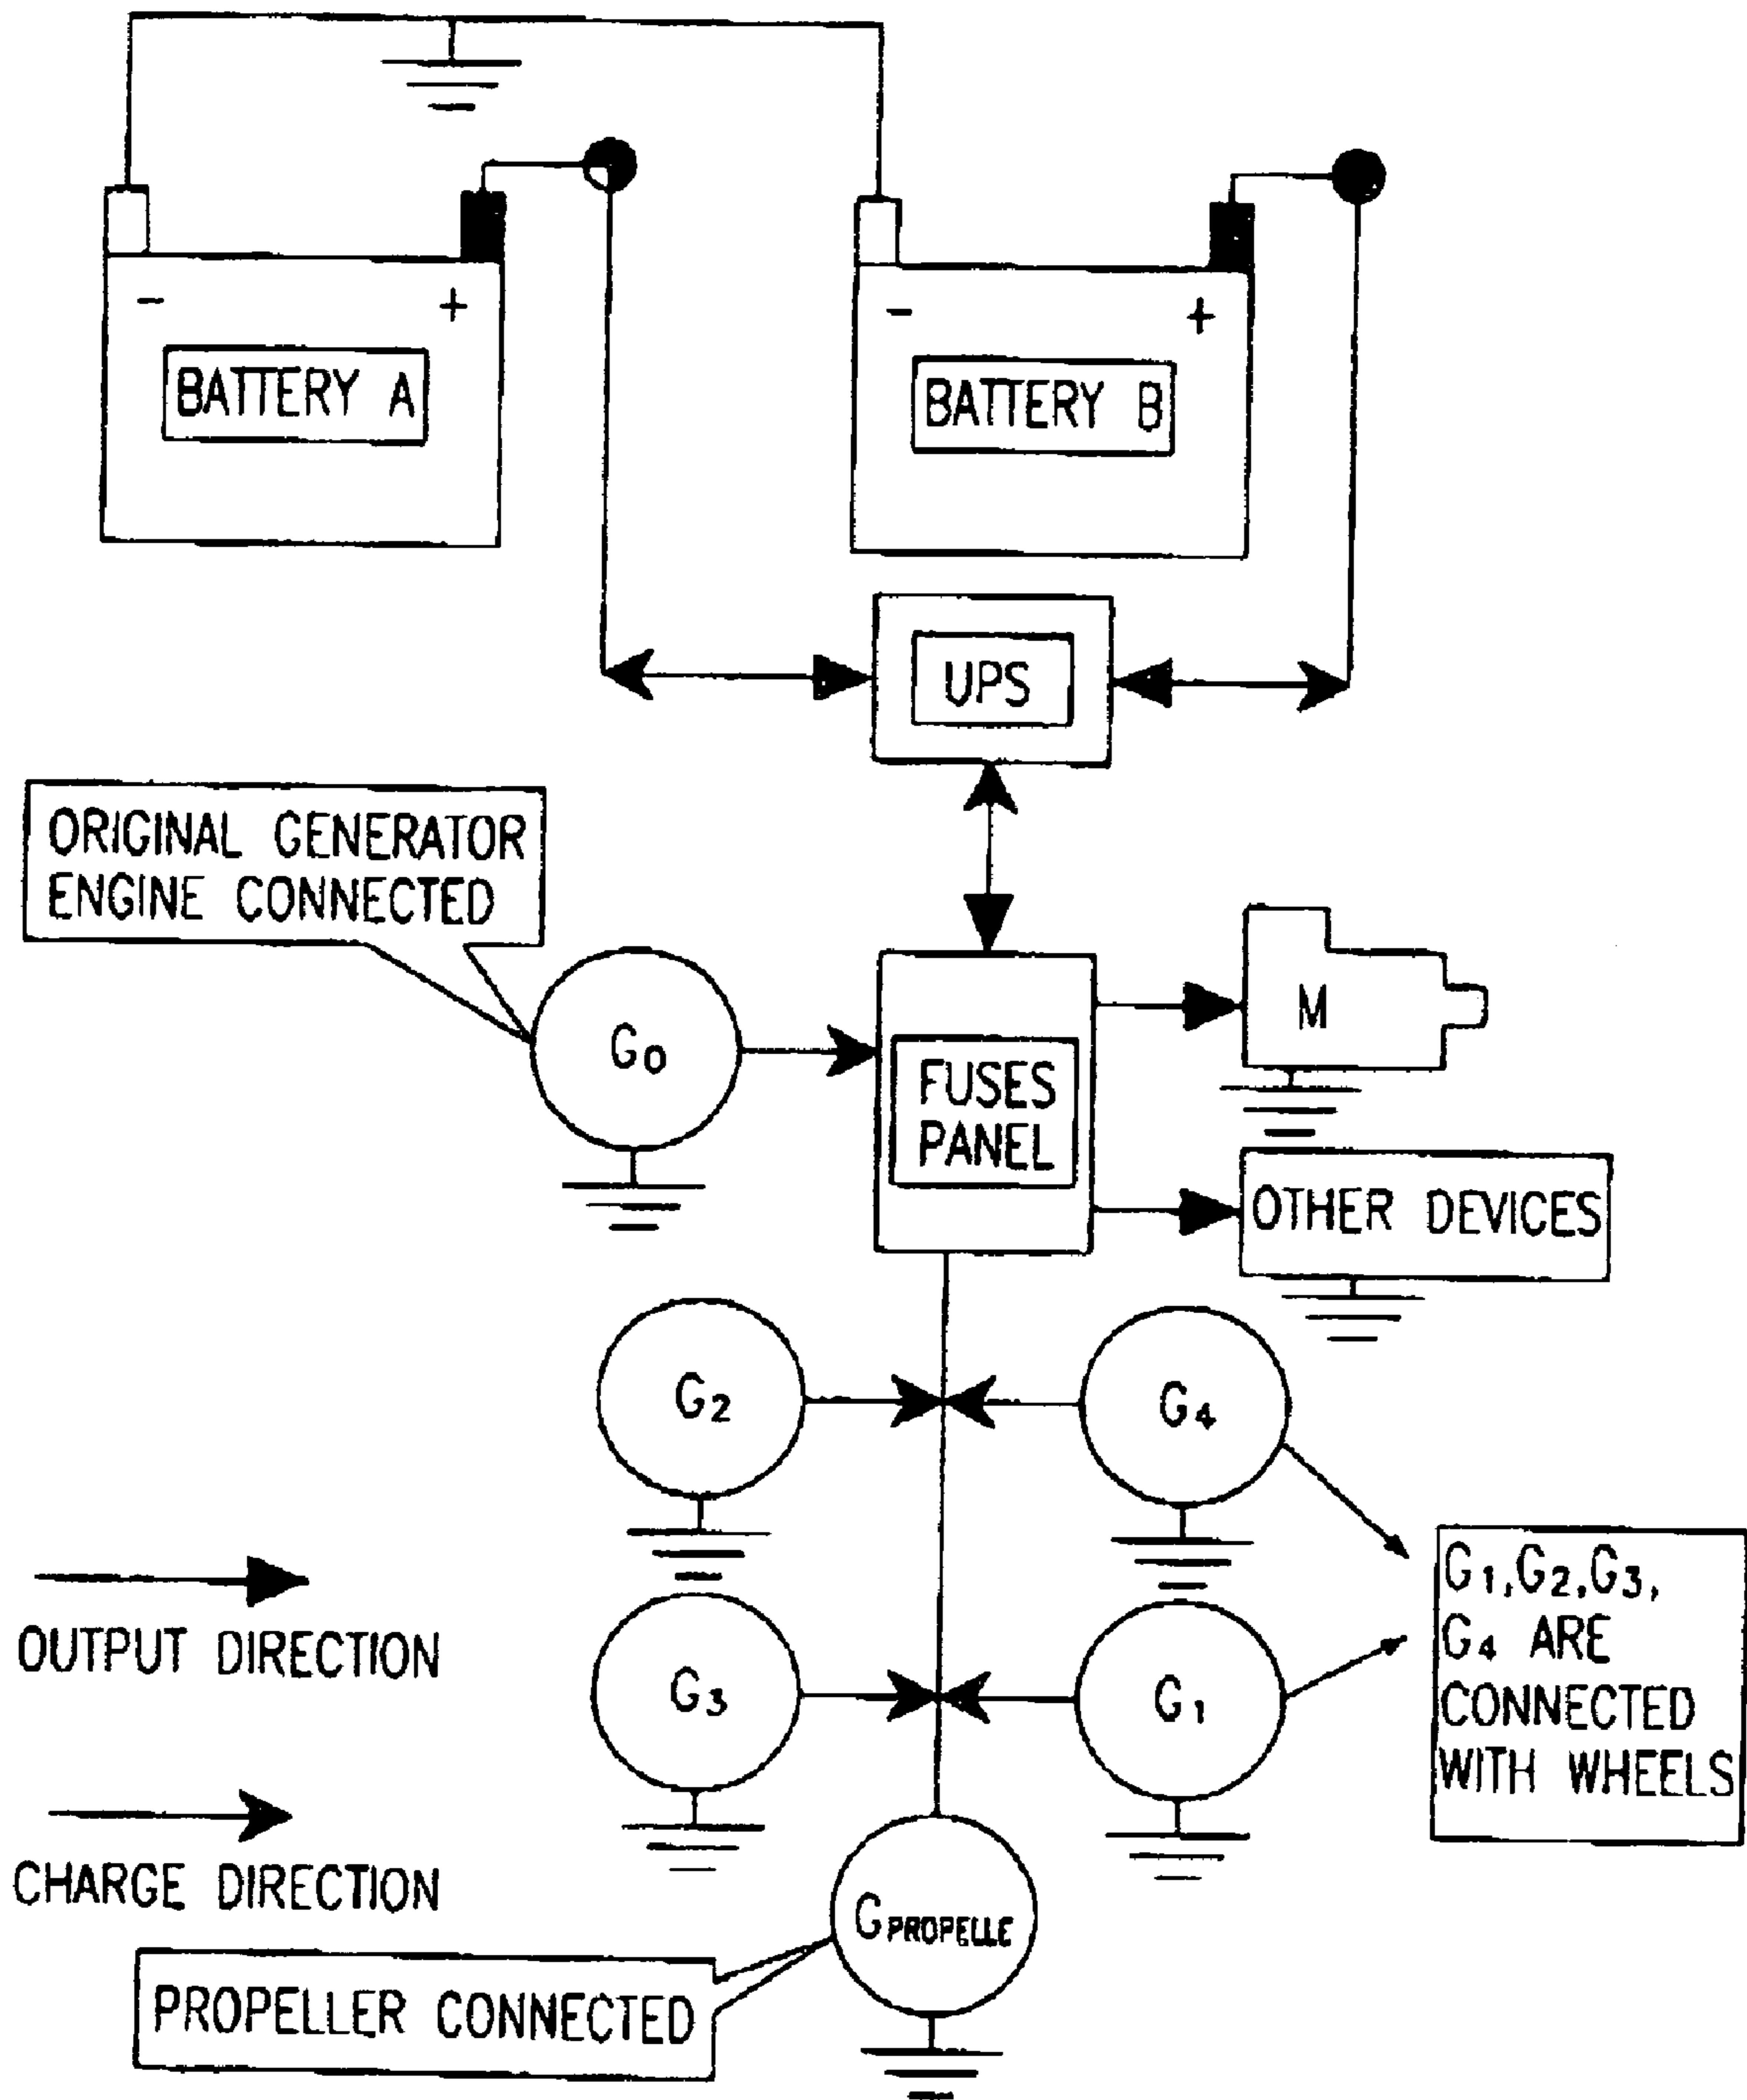 - +
BATTERY A
- +
BATTERY B
UPS
ORIGINAL GENERATOR
ENGINE CONNECTED
G0
M
FUSES
PANEL
OTHER DEVICES
G2
G4
G1,G2,G3,
G4 ARE
CONNECTED
WITH WHEELS
OUTPUT DIRECTION
G3
G1
CHARGE DIRECTION
GPROPELLE
PROPELLER CONNECTED